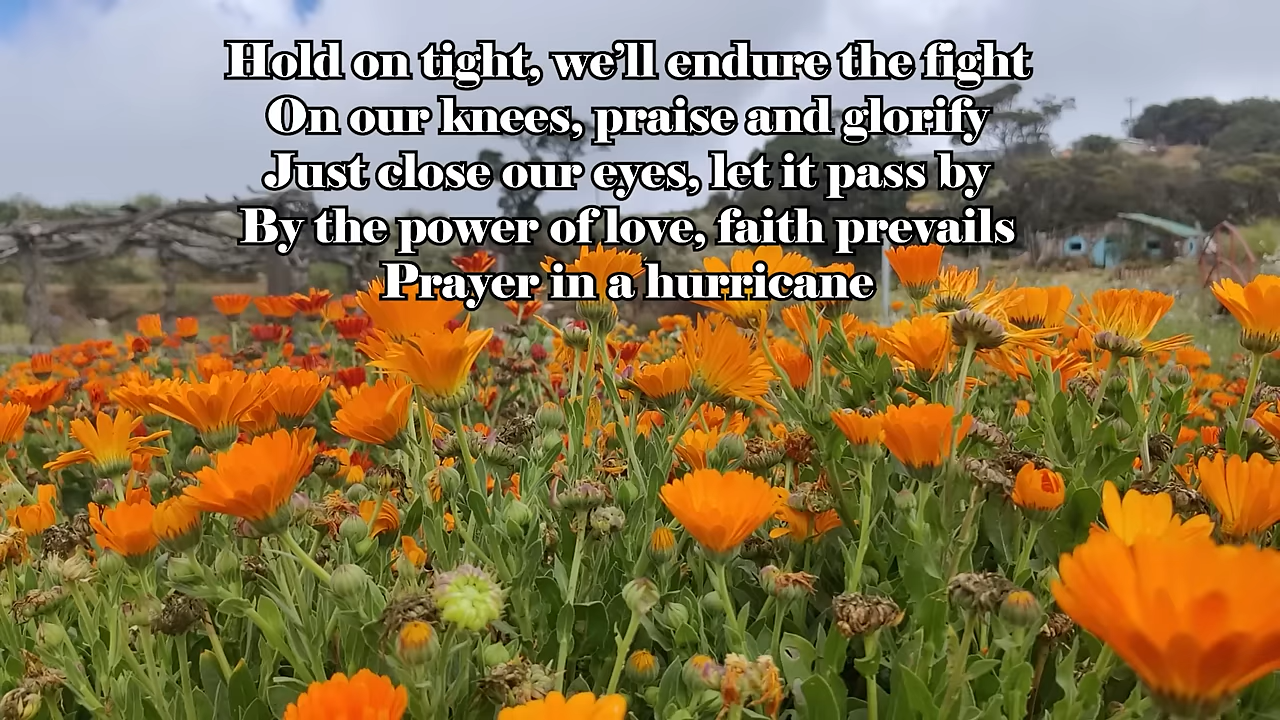 Hold on tight, we'll endure the fight
On our knees, praise and glorify
Just close our eyes, let it pass by
By the power of love, faith prevails
Prayer in a hurricane